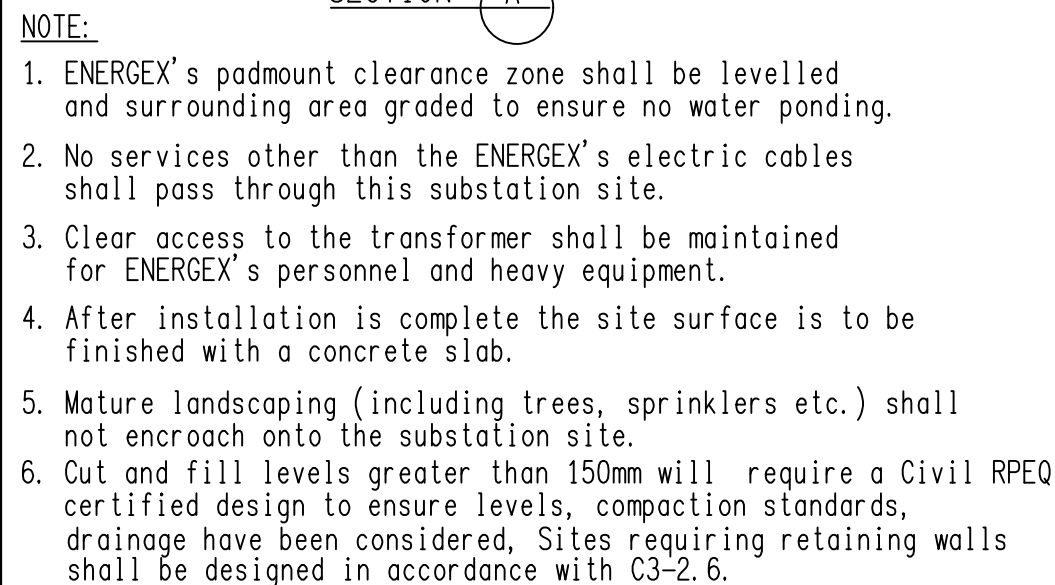 SECTION A
NOTE:
1. ENERGEX's padmount clearance zone shall be levelled
and surrounding area graded to ensure no water ponding.
2. No services other than the ENERGEX's electric cables
shall pass through this substation site.
3. Clear access to the transformer shall be maintained
for ENERGEX's personnel and heavy equipment.
4. After installation is complete the site surface is to be
finished with a concrete slab.
5. Mature landscaping (including trees, sprinklers etc.) shall
not encroach onto the substation site.
6. Cut and fill levels greater than 150mm will require a Civil RPEQ
certified design to ensure levels, compaction standards,
drainage have been considered, Sites requiring retaining walls
shall be designed in accordance with C3-2.6.